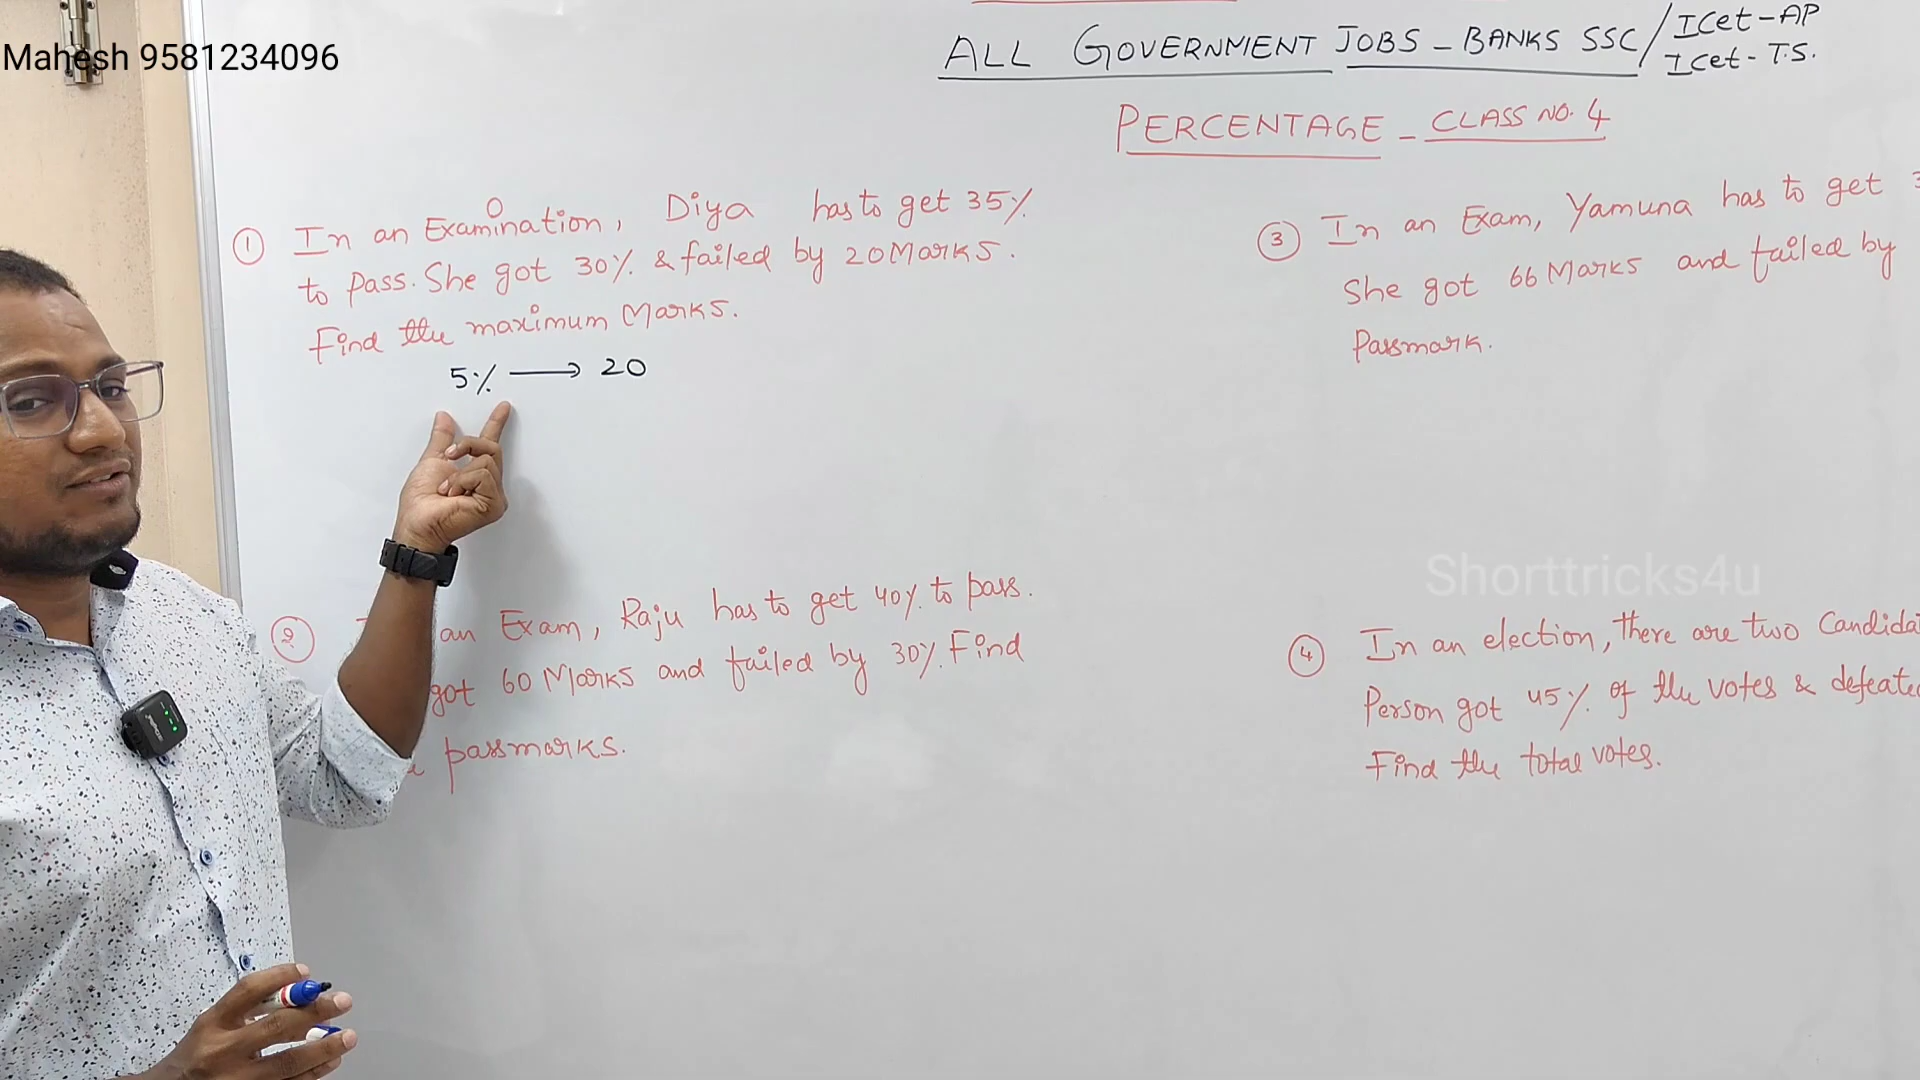 Mahesh 9581234096
ALL GOVERNMENT JOBS - BANKS SSC/ICet-AP
ICet-T.S.
PERCENTAGE - CLASS NO. 4
① In an Examination, Diya has to get 35%
to pass. She got 30% & failed by 20 Marks.
Find the maximum Marks.
5% → 20
② an Exam, Raju has to get 40% to pass.
got 60 Marks and failed by 30%. Find
passmarks.
③ In an Exam, Yamuna has to get
She got 66 Marks and failed by
Passmark.
Shorttricks4u
④ In an election, there are two Candida
Person got 45% of the votes & defeate
Find the total votes.